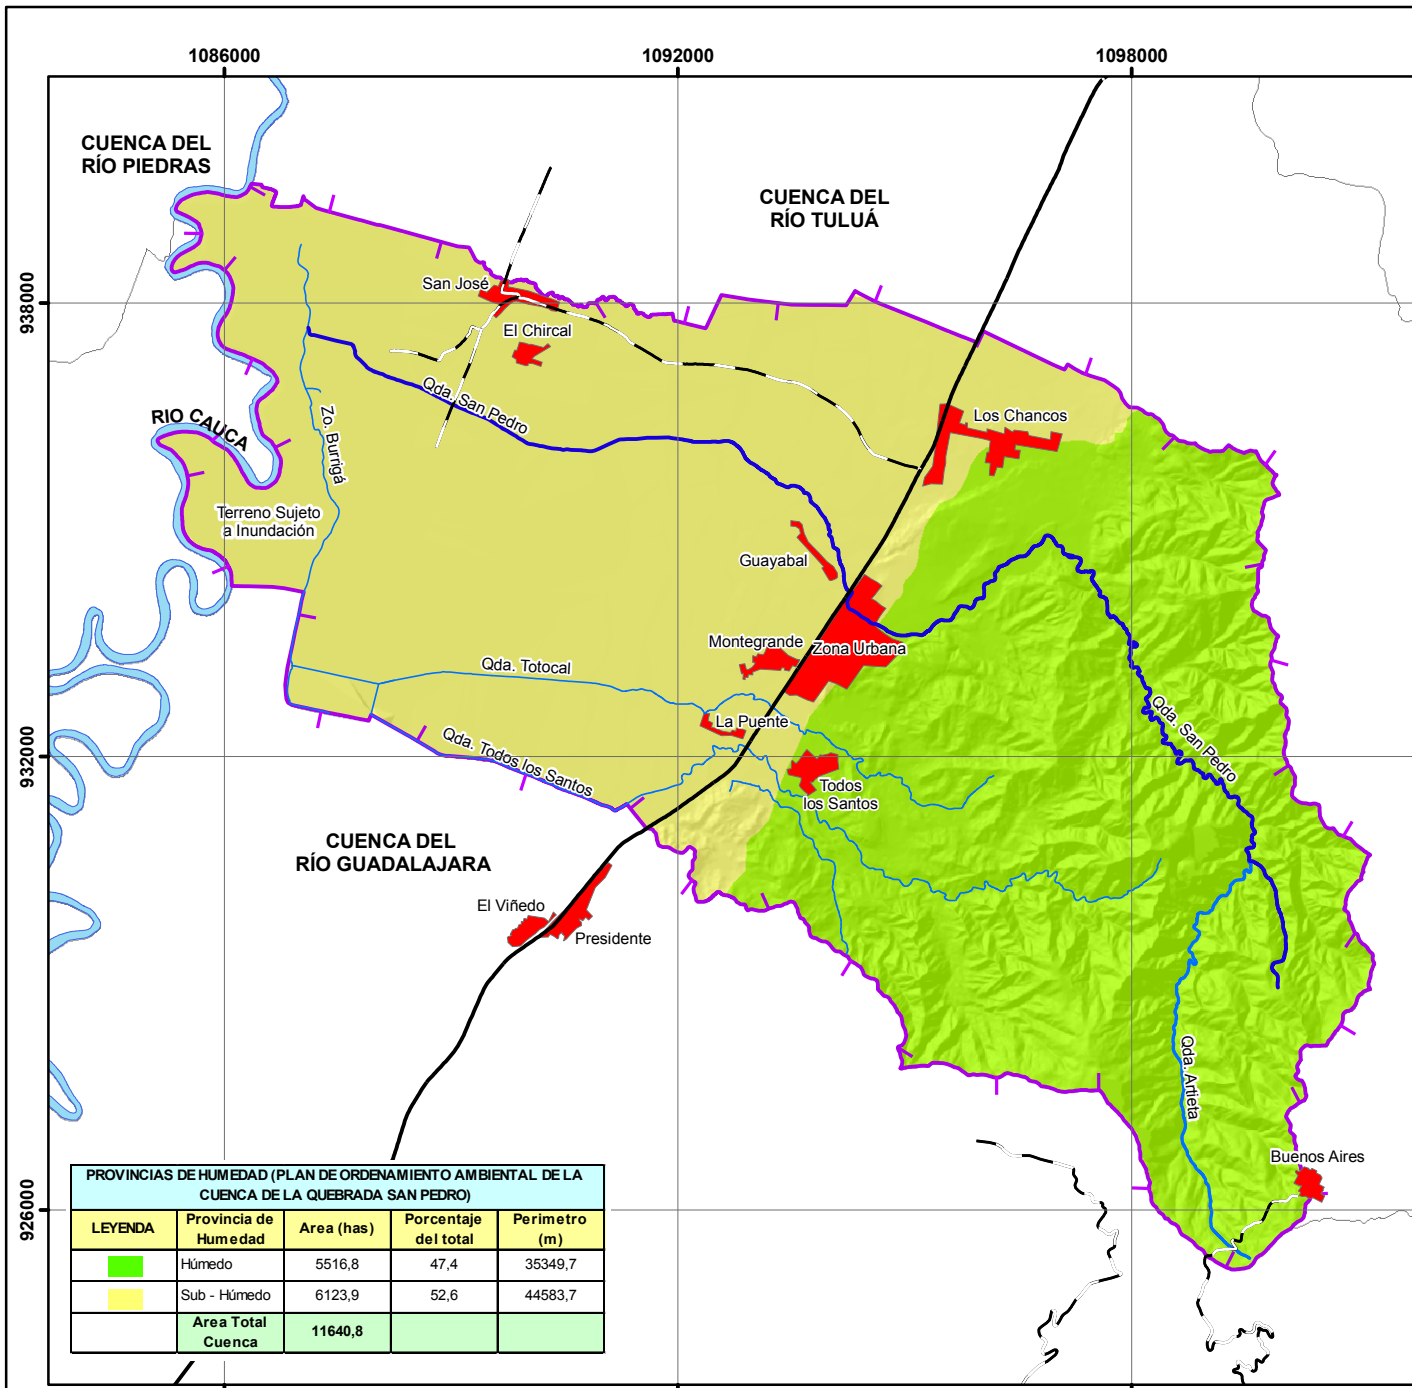 1086000
1092000
1098000
CUENCA DEL
RÍO PIEDRAS
CUENCA DEL
RÍO TULUÁ
938000
San José
El Chircal
Qda. San Pedro
RIO CAUCA
Zo. Burrigá
Los Chancos
Terreno Sujeto
a Inundación
Guayabal
Montegrande
Zona Urbana
Qda. Totocal
La Puente
Qda. San Pedro
932000
Qda. Todos los Santos
Todos
los Santos
CUENCA DEL
RÍO GUADALAJARA
El Viñedo
Presidente
Qda. Artieta
Buenos Aires
926000
PROVINCIAS DE HUMEDAD (PLAN DE ORDENAMIENTO AMBIENTAL DE LA
CUENCA DE LA QUEBRADA SAN PEDRO)
LEYENDA Provincia de Humedad Area (has) Porcentaje del total Perimetro (m)
Húmedo 5516,8 47,4 35349,7
Sub - Húmedo 6123,9 52,6 44583,7
Area Total Cuenca 11640,8